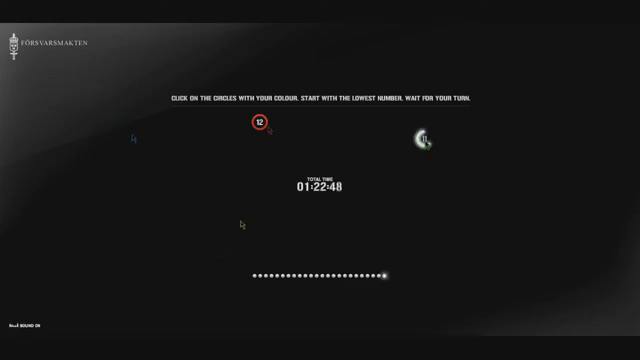 FÖRSVARSMAKTEN
CLICK ON THE CIRCLES WITH YOUR COLOUR. START WITH THE LOWEST NUMBER. WAIT FOR YOUR TURN.
12
11
TOTAL TIME
01:22:48
SOUND ON